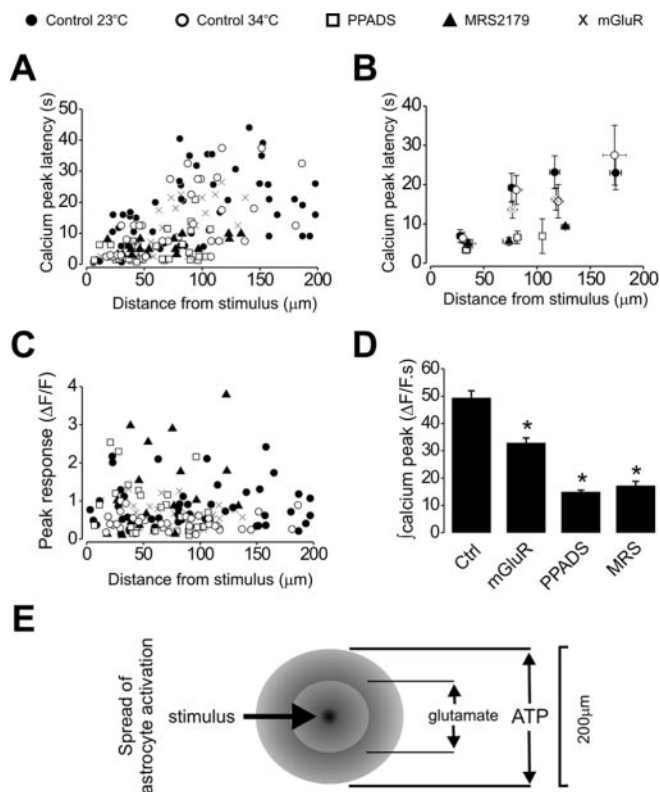 Control 23°C Control 34°C PPADS MRS2179 mGluR
A
Calcium peak latency (s)
50
40
30
20
10
0
0 50 100 150 200
Distance from stimulus (μm)
B
Calcium peak latency (s)
40
30
20
10
0
0 50 100 150 200
Distance from stimulus (μm)
C
Peak response (ΔF/F)
4
3
2
1
0
0 50 100 150 200
Distance from stimulus (μm)
D
∫calcium peak (ΔF/F.s)
60
50
40
30
20
10
0
* * *
Ctrl mGluR PPADS MRS
E
Spread of
astrocyte activation
stimulus
glutamate
ATP
200μm